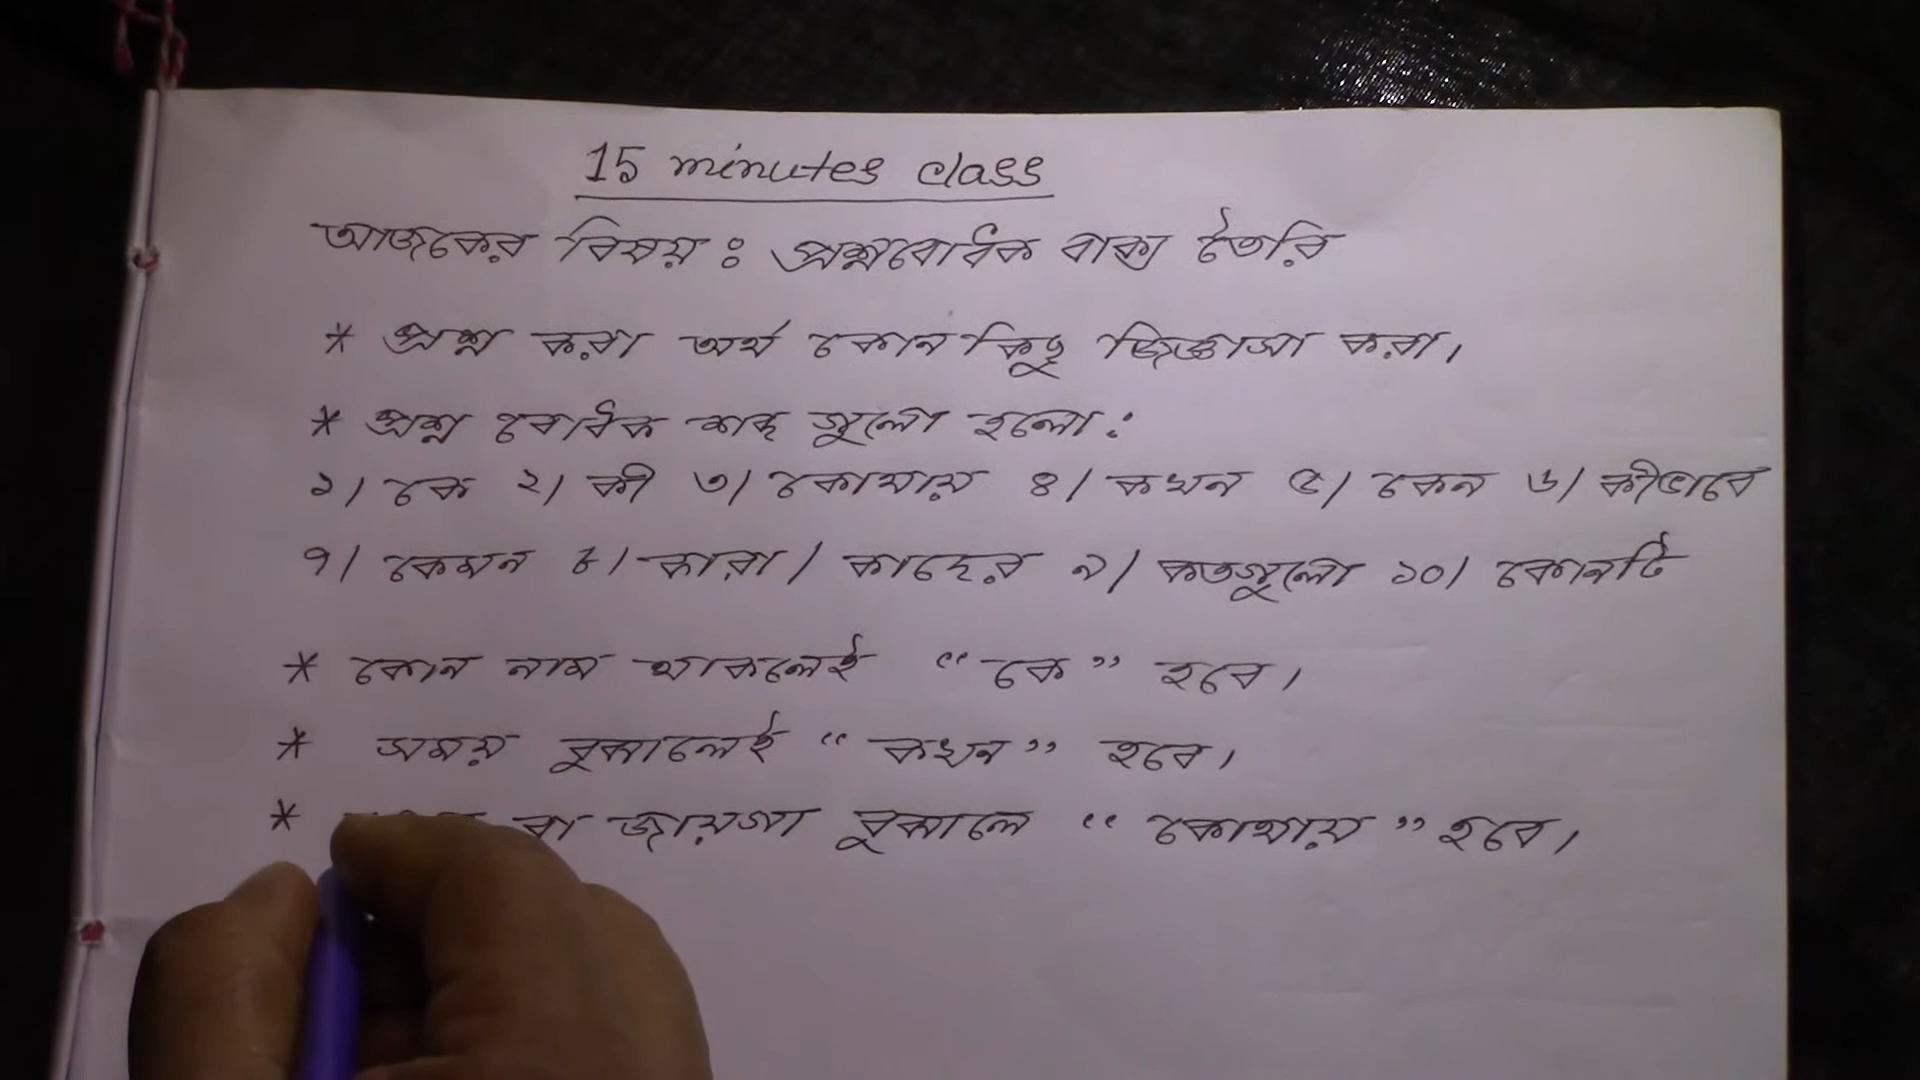 15 minutes class
আজকের বিষয় : প্রশ্নবোধক বাক্য তৈরি
* প্রশ্ন করা অর্থ কোন কিছু জিজ্ঞাসা করা।
* প্রশ্ন বোধক শব্দ গুলো হলো :
১) কে ২) কী ৩) কোথায় ৪) কখন ৫) কেন ৬) কীভাবে
৭) কেমন ৮) কারা / কাদের ৯) কতগুলো ১০) কোনটি
* কোন নাম থাকলেই “কে” হবে।
* সময় বুঝালেই “কখন” হবে।
* বা জায়গা বুঝালে “কোথায়” হবে।